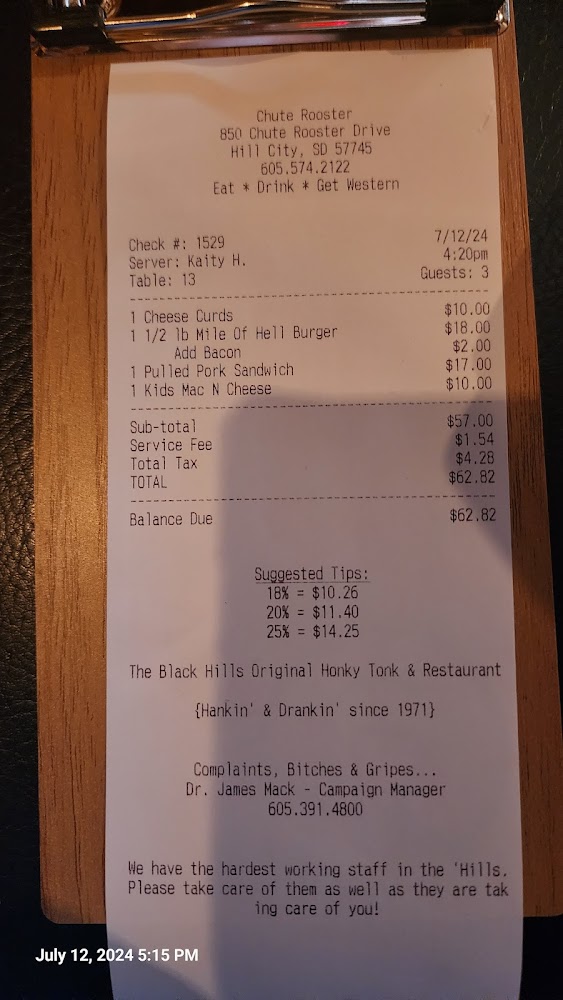 Chute Rooster
850 Chute Rooster Drive
Hill City, SD 57745
605.574.2122
Eat * Drink * Get Western
Check #: 1529 7/12/24
Server: Kaity H. 4:20pm
Table: 13 Guests: 3
1 Cheese Curds $10.00
1 1/2 lb Mile Of Hell Burger $18.00
Add Bacon $2.00
1 Pulled Pork Sandwich $17.00
1 Kids Mac N Cheese $10.00
Sub-total $57.00
Service Fee $1.54
Total Tax $4.28
TOTAL $62.82
Balance Due $62.82
Suggested Tips:
18% = $10.26
20% = $11.40
25% = $14.25
The Black Hills Original Honky Tonk & Restaurant
{Hankin' & Drankin' since 1971}
Complaints, Bitches & Gripes...
Dr. James Mack - Campaign Manager
605.391.4800
We have the hardest working staff in the 'Hills.
Please take care of them as well as they are tak
ing care of you!
July 12, 2024 5:15 PM